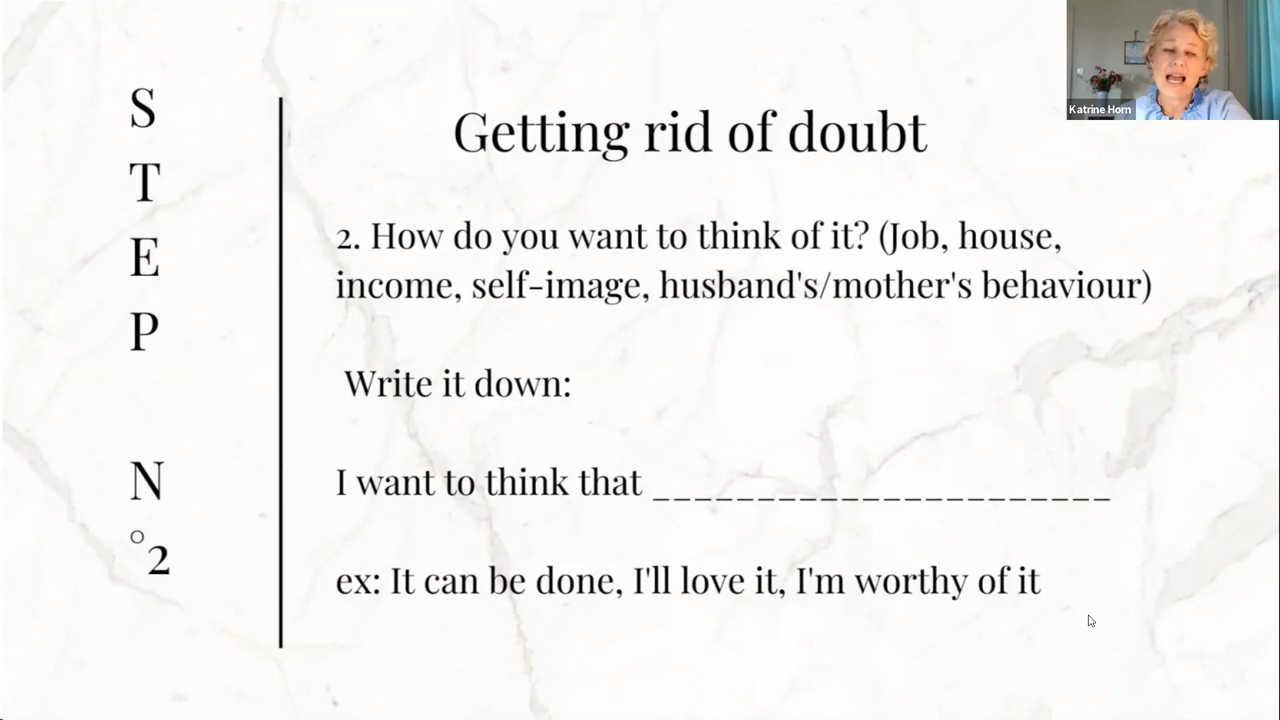 S
T
E
P
N
°2
Getting rid of doubt
2. How do you want to think of it? (Job, house,
income, self-image, husband's/mother's behaviour)
Write it down:
I want to think that ______________________
ex: It can be done, I'll love it, I'm worthy of it
Katrine Horn